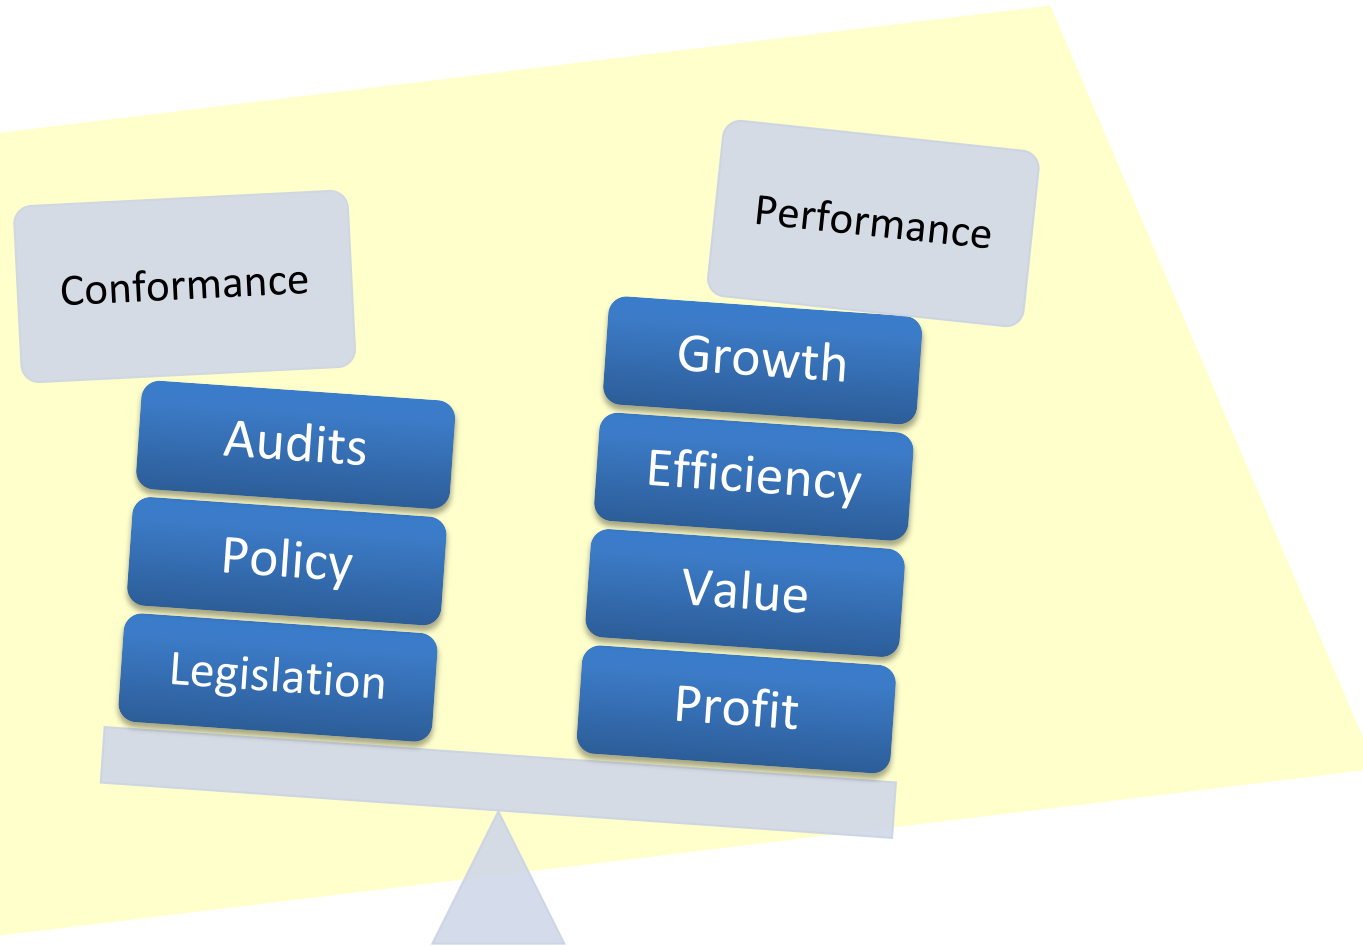 Conformance
Audits
Policy
Legislation
Performance
Growth
Efficiency
Value
Profit